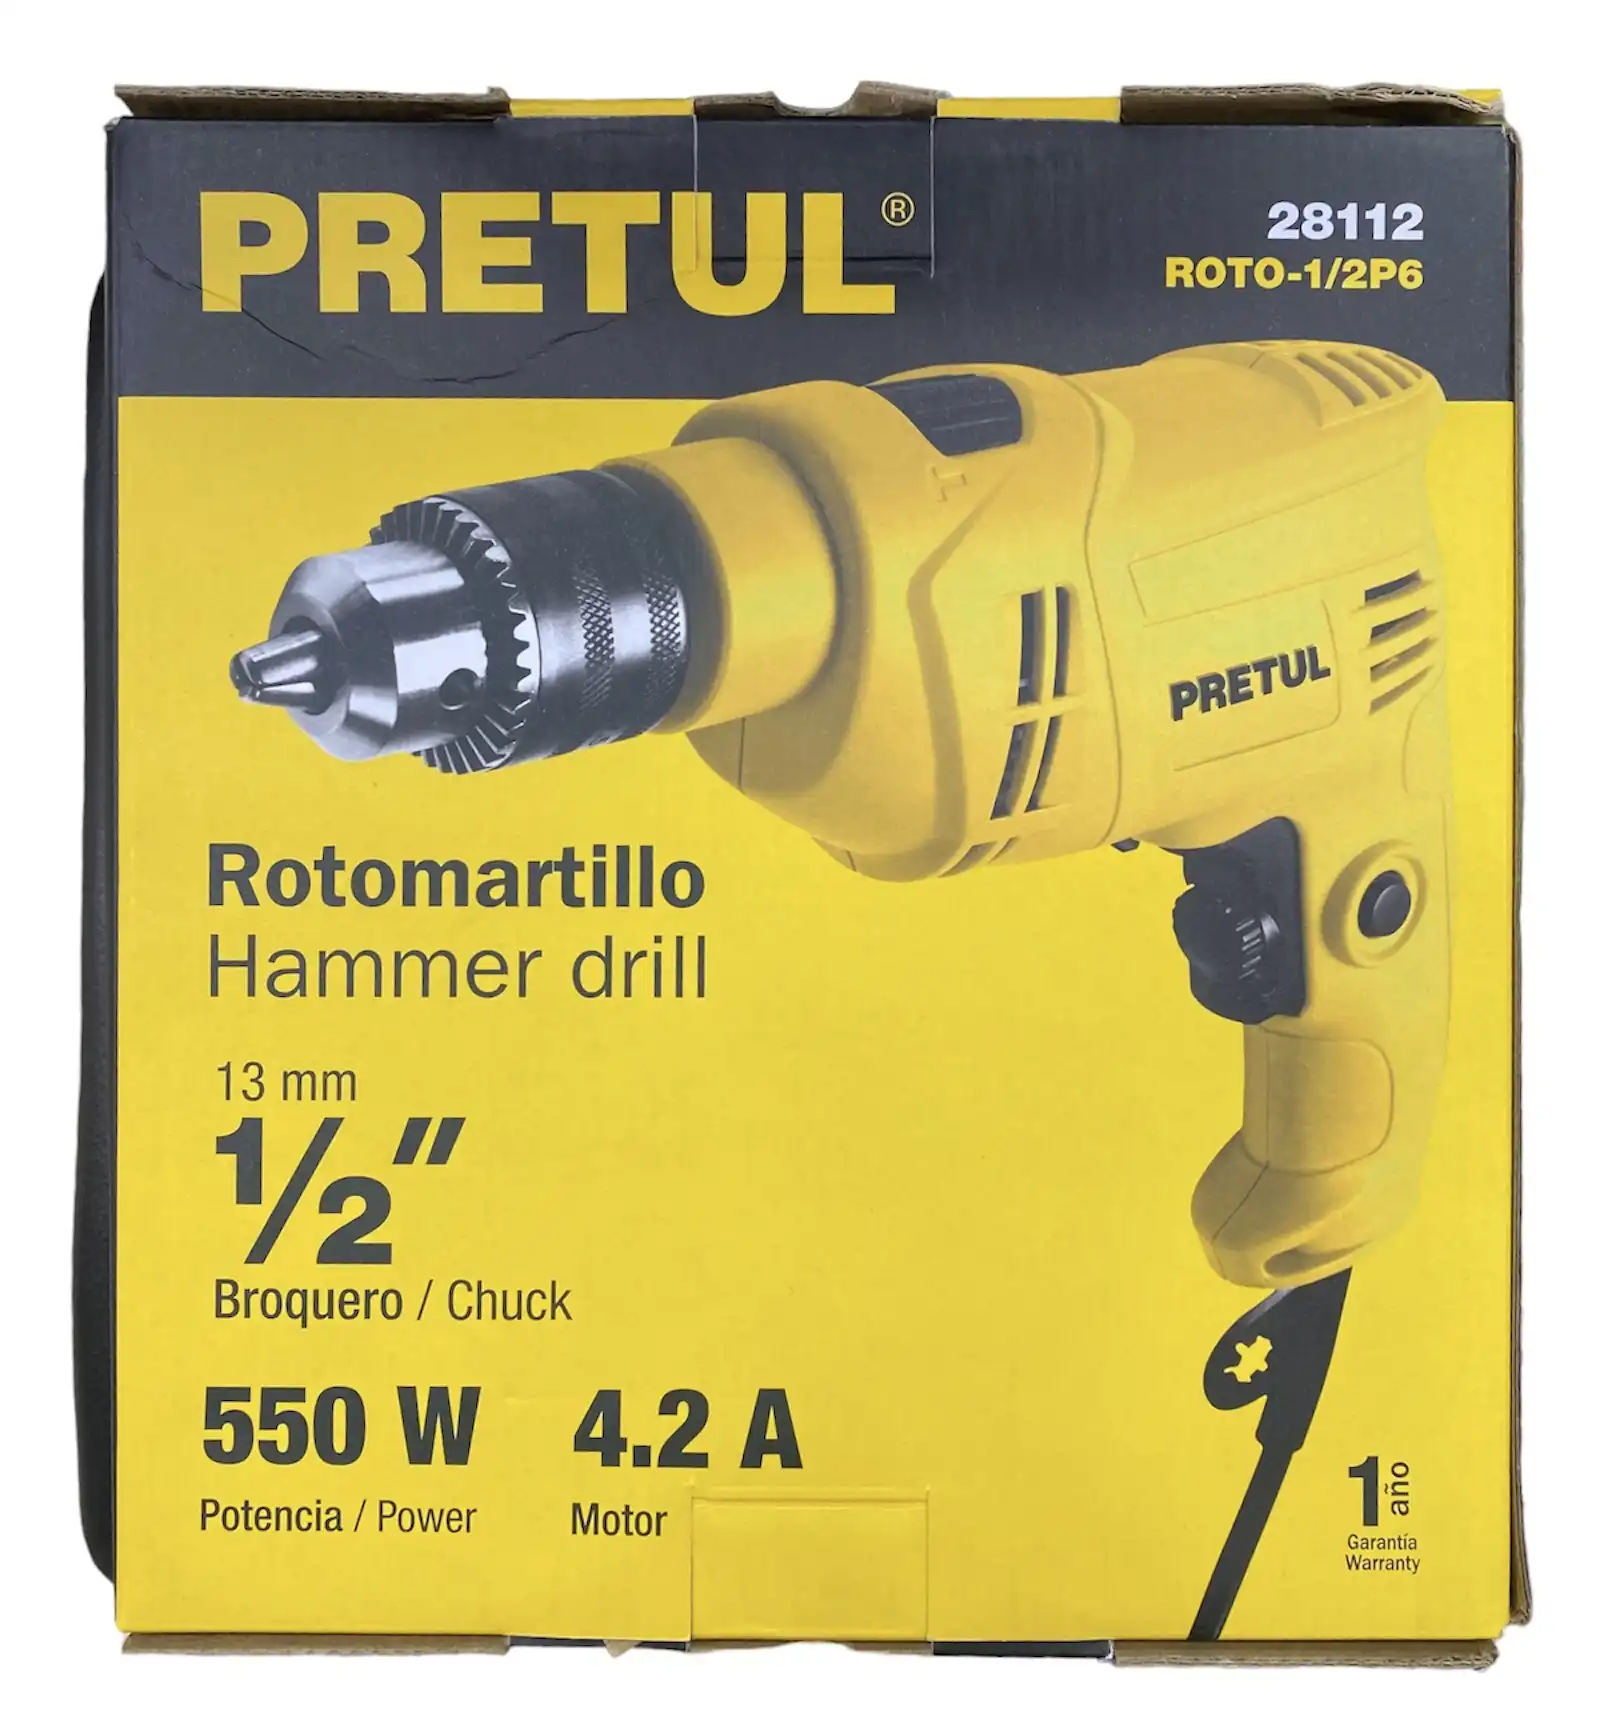 PRETUL®
28112
ROTO-1/2P6
PRETUL
Rotomartillo
Hammer drill
13 mm
1/2"
Broquero / Chuck
550 W
Potencia / Power
4.2 A
Motor
1 año
Garantía
Warranty